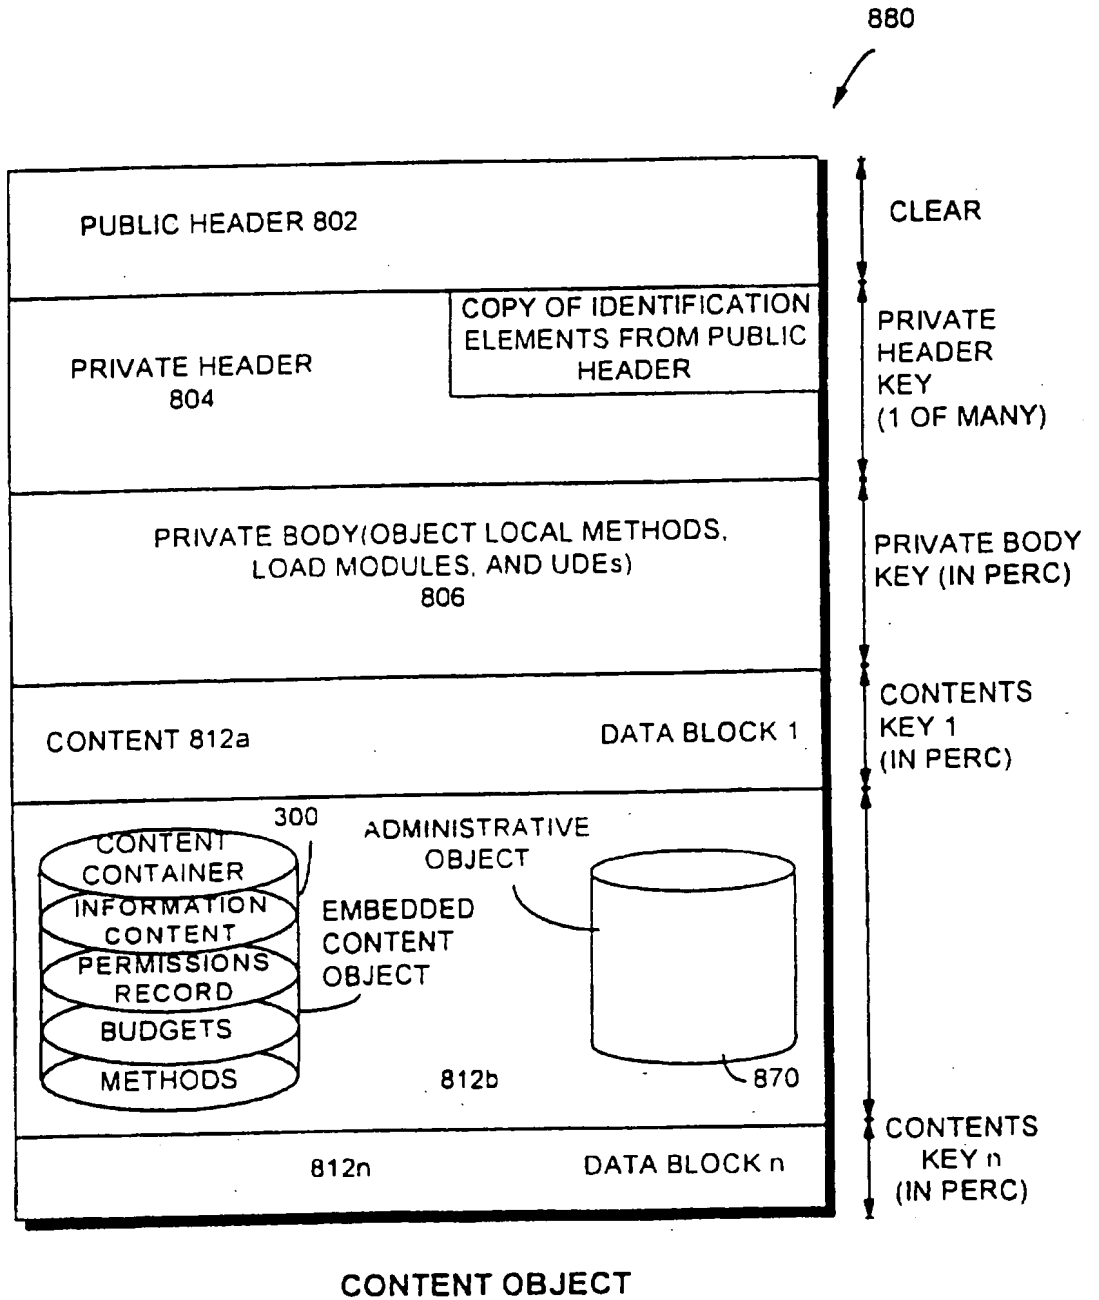 880
PUBLIC HEADER 802
CLEAR
COPY OF IDENTIFICATION
ELEMENTS FROM PUBLIC
HEADER
PRIVATE HEADER
804
PRIVATE
HEADER
KEY
(1 OF MANY)
PRIVATE BODY(OBJECT LOCAL METHODS,
LOAD MODULES, AND UDEs)
806
PRIVATE BODY
KEY (IN PERC)
CONTENT 812a
DATA BLOCK 1
CONTENTS
KEY 1
(IN PERC)
300
CONTENT
CONTAINER
INFORMATION
CONTENT
PERMISSIONS
RECORD
BUDGETS
METHODS
EMBEDDED
CONTENT
OBJECT
ADMINISTRATIVE
OBJECT
812b
870
812n
DATA BLOCK n
CONTENTS
KEY n
(IN PERC)
CONTENT OBJECT